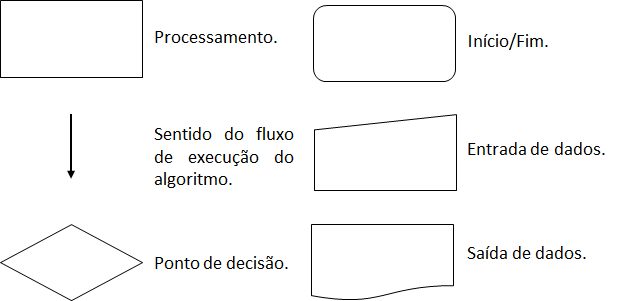 Processamento.
Início/Fim.
Sentido do fluxo
de execução do
algoritmo.
Entrada de dados.
Ponto de decisão.
Saída de dados.